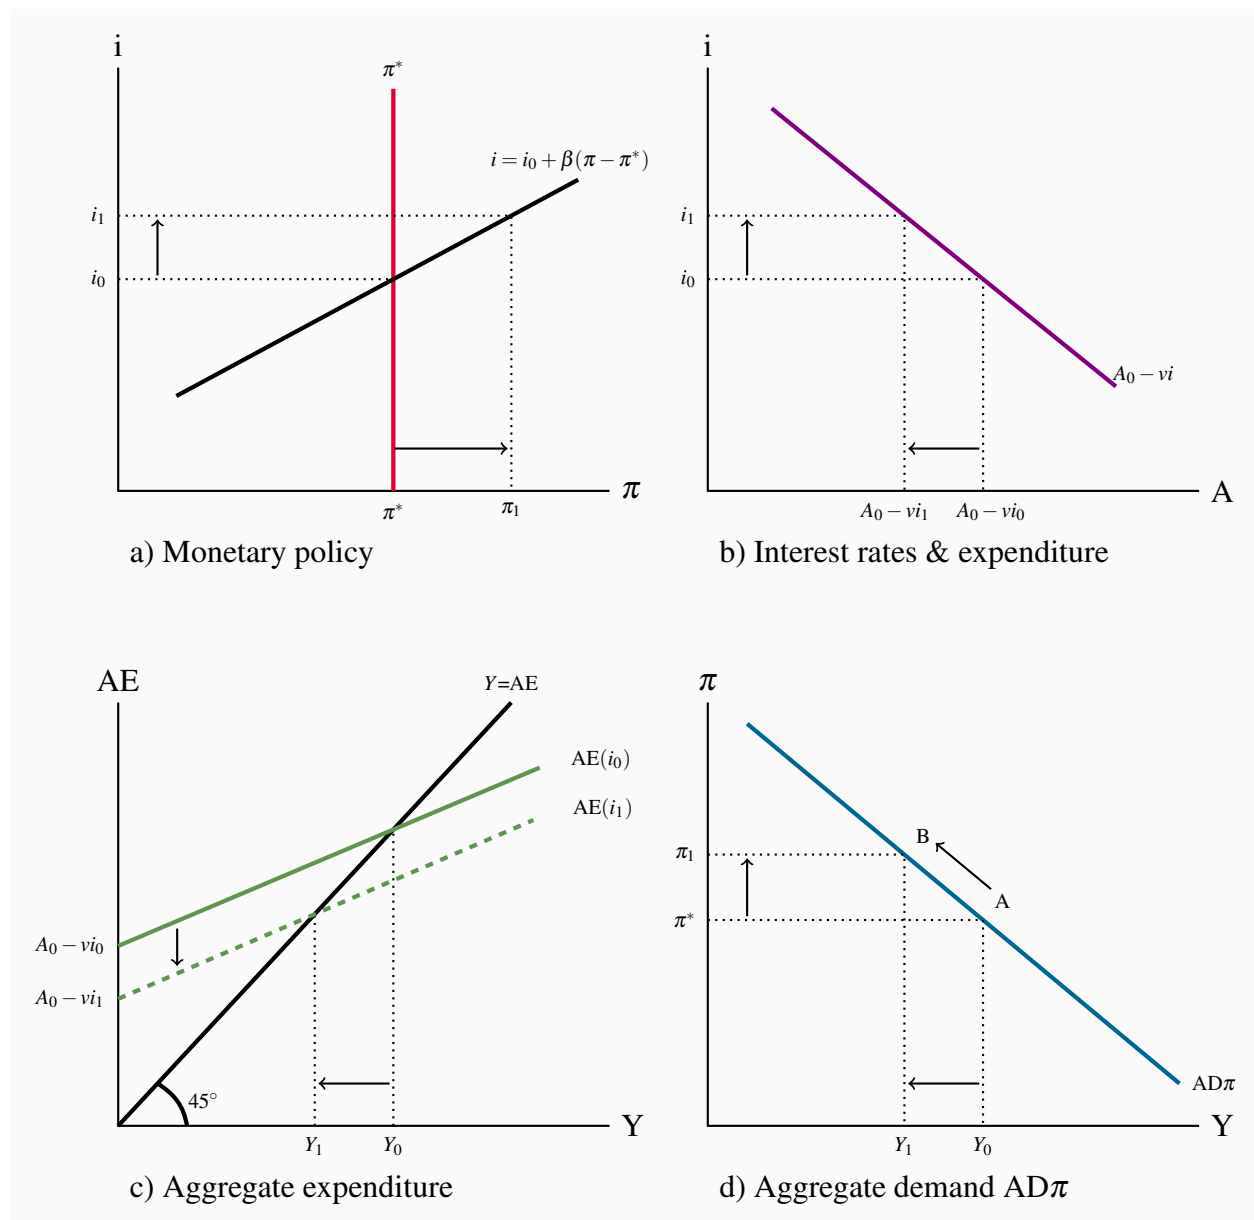 i
π*
i = i₀ + β(π − π*)
i₁
i₀
π
π*
π₁
a) Monetary policy
i
i₁
i₀
A₀ − vi
A
A₀ − vi₁
A₀ − vi₀
b) Interest rates & expenditure
AE
Y=AE
AE(i₀)
AE(i₁)
A₀ − vi₀
A₀ − vi₁
45°
Y
Y₁
Y₀
c) Aggregate expenditure
π
B
π₁
A
π*
ADπ
Y
Y₁
Y₀
d) Aggregate demand ADπ